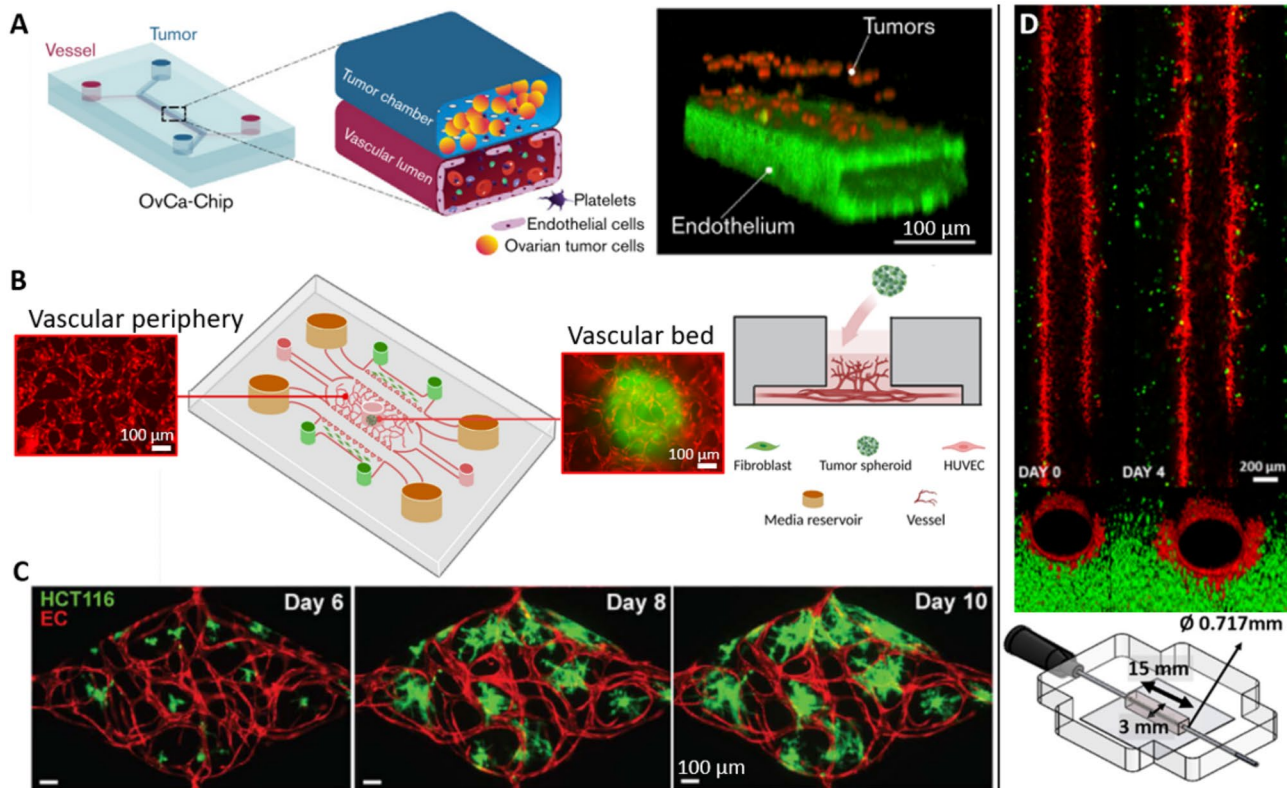 A
Vessel
Tumor
OvCa-Chip
Tumor chamber
Vascular lumen
Platelets
Endothelial cells
Ovarian tumor cells
Tumors
Endothelium
100 μm
B
Vascular periphery
100 μm
Vascular bed
100 μm
Fibroblast
Tumor spheroid
HUVEC
Media reservoir
Vessel
C
HCT116
EC
Day 6
Day 8
Day 10
100 μm
D
DAY 0
DAY 4
200 μm
Ø 0.717mm
15 mm
3 mm